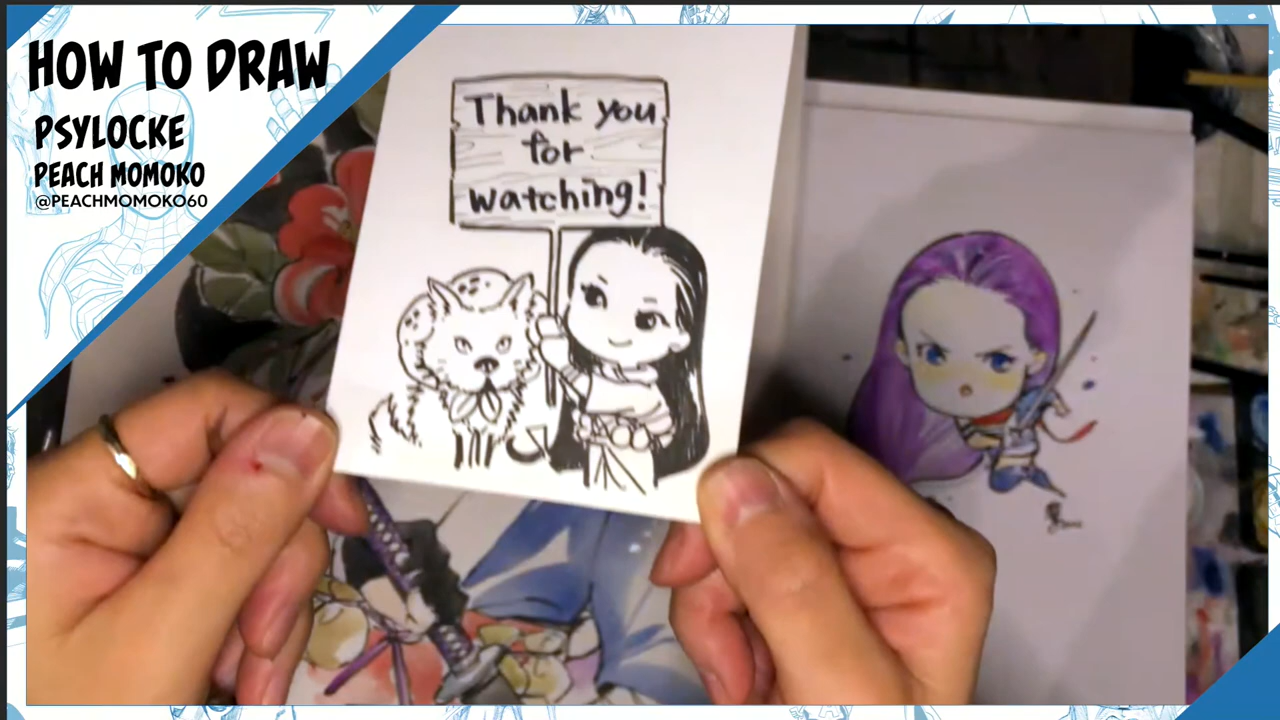 HOW TO DRAW
PSYLOCKE
PEACH MOMOKO
@PEACHMOMOKO60
Thank you
for
watching!